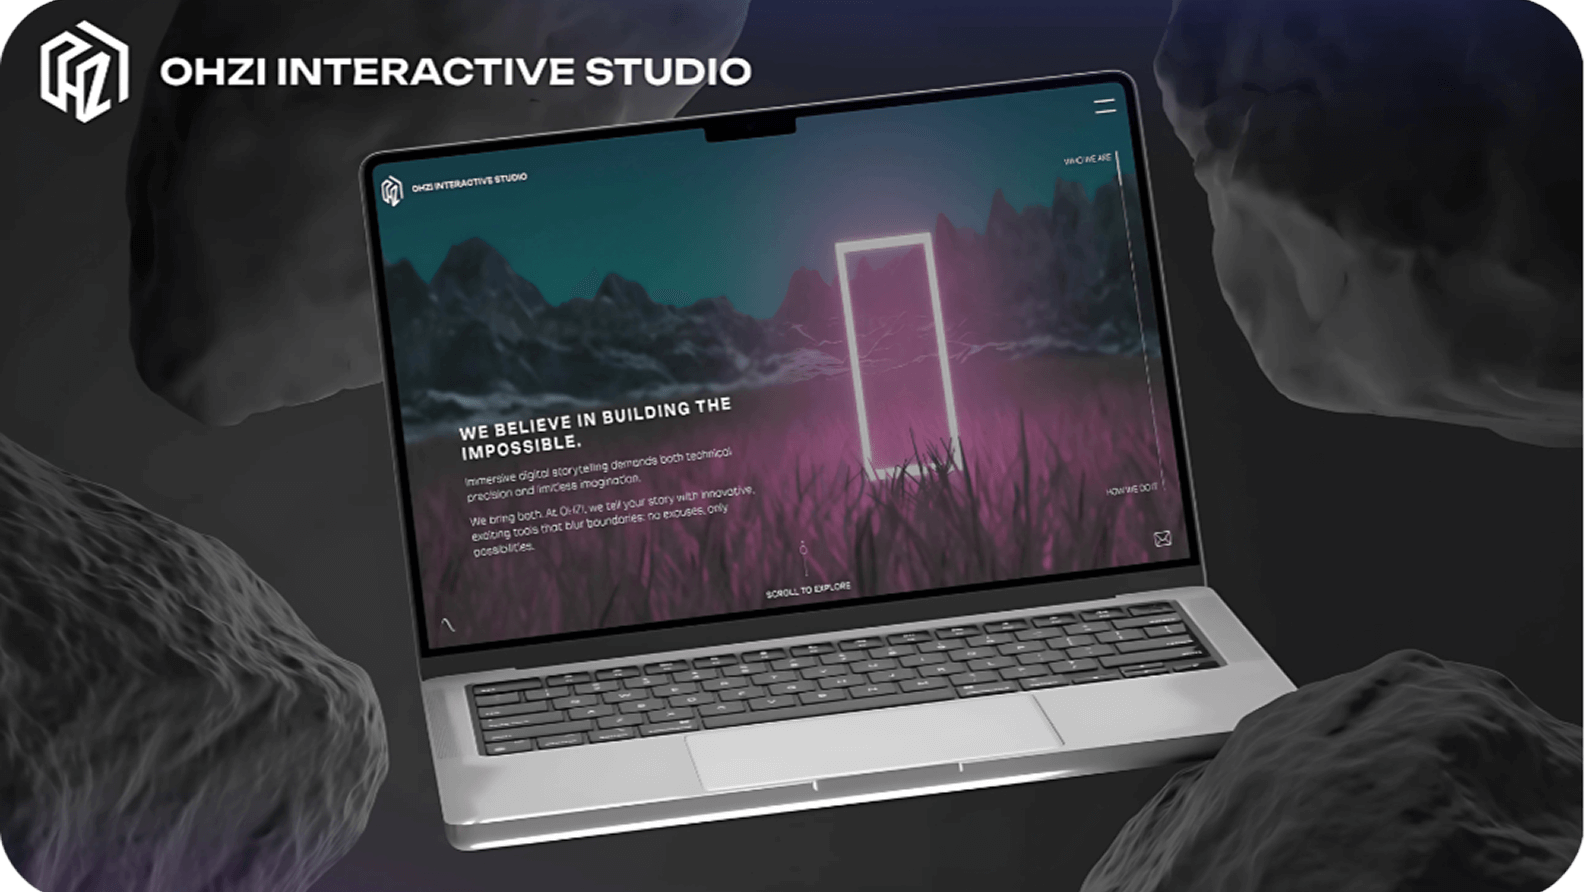 OHZI INTERACTIVE STUDIO
OHZI INTERACTIVE STUDIO
WHO WE ARE
WE BELIEVE IN BUILDING THE
IMPOSSIBLE.
Immersive digital storytelling demands both technical
precision and limitless imagination.
We bring both. At OHZI, we tell your story with innovative,
exciting tools that blur boundaries: no excuses, only
possibilities.
HOW WE DO IT
SCROLL TO EXPLORE